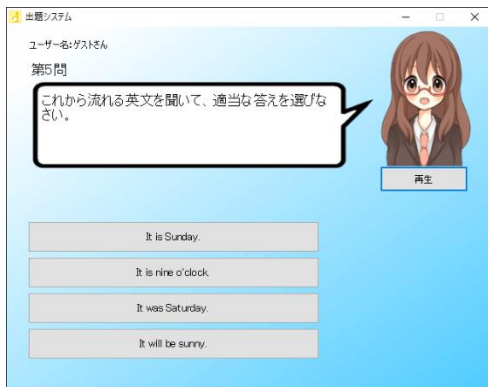 出題システム
ユーザー名:ゲストさん
第5問
これから流れる英文を聞いて、適当な答えを選びな
さい。
再生
It is Sunday.
It is nine o'clock.
It was Saturday.
It will be sunny.